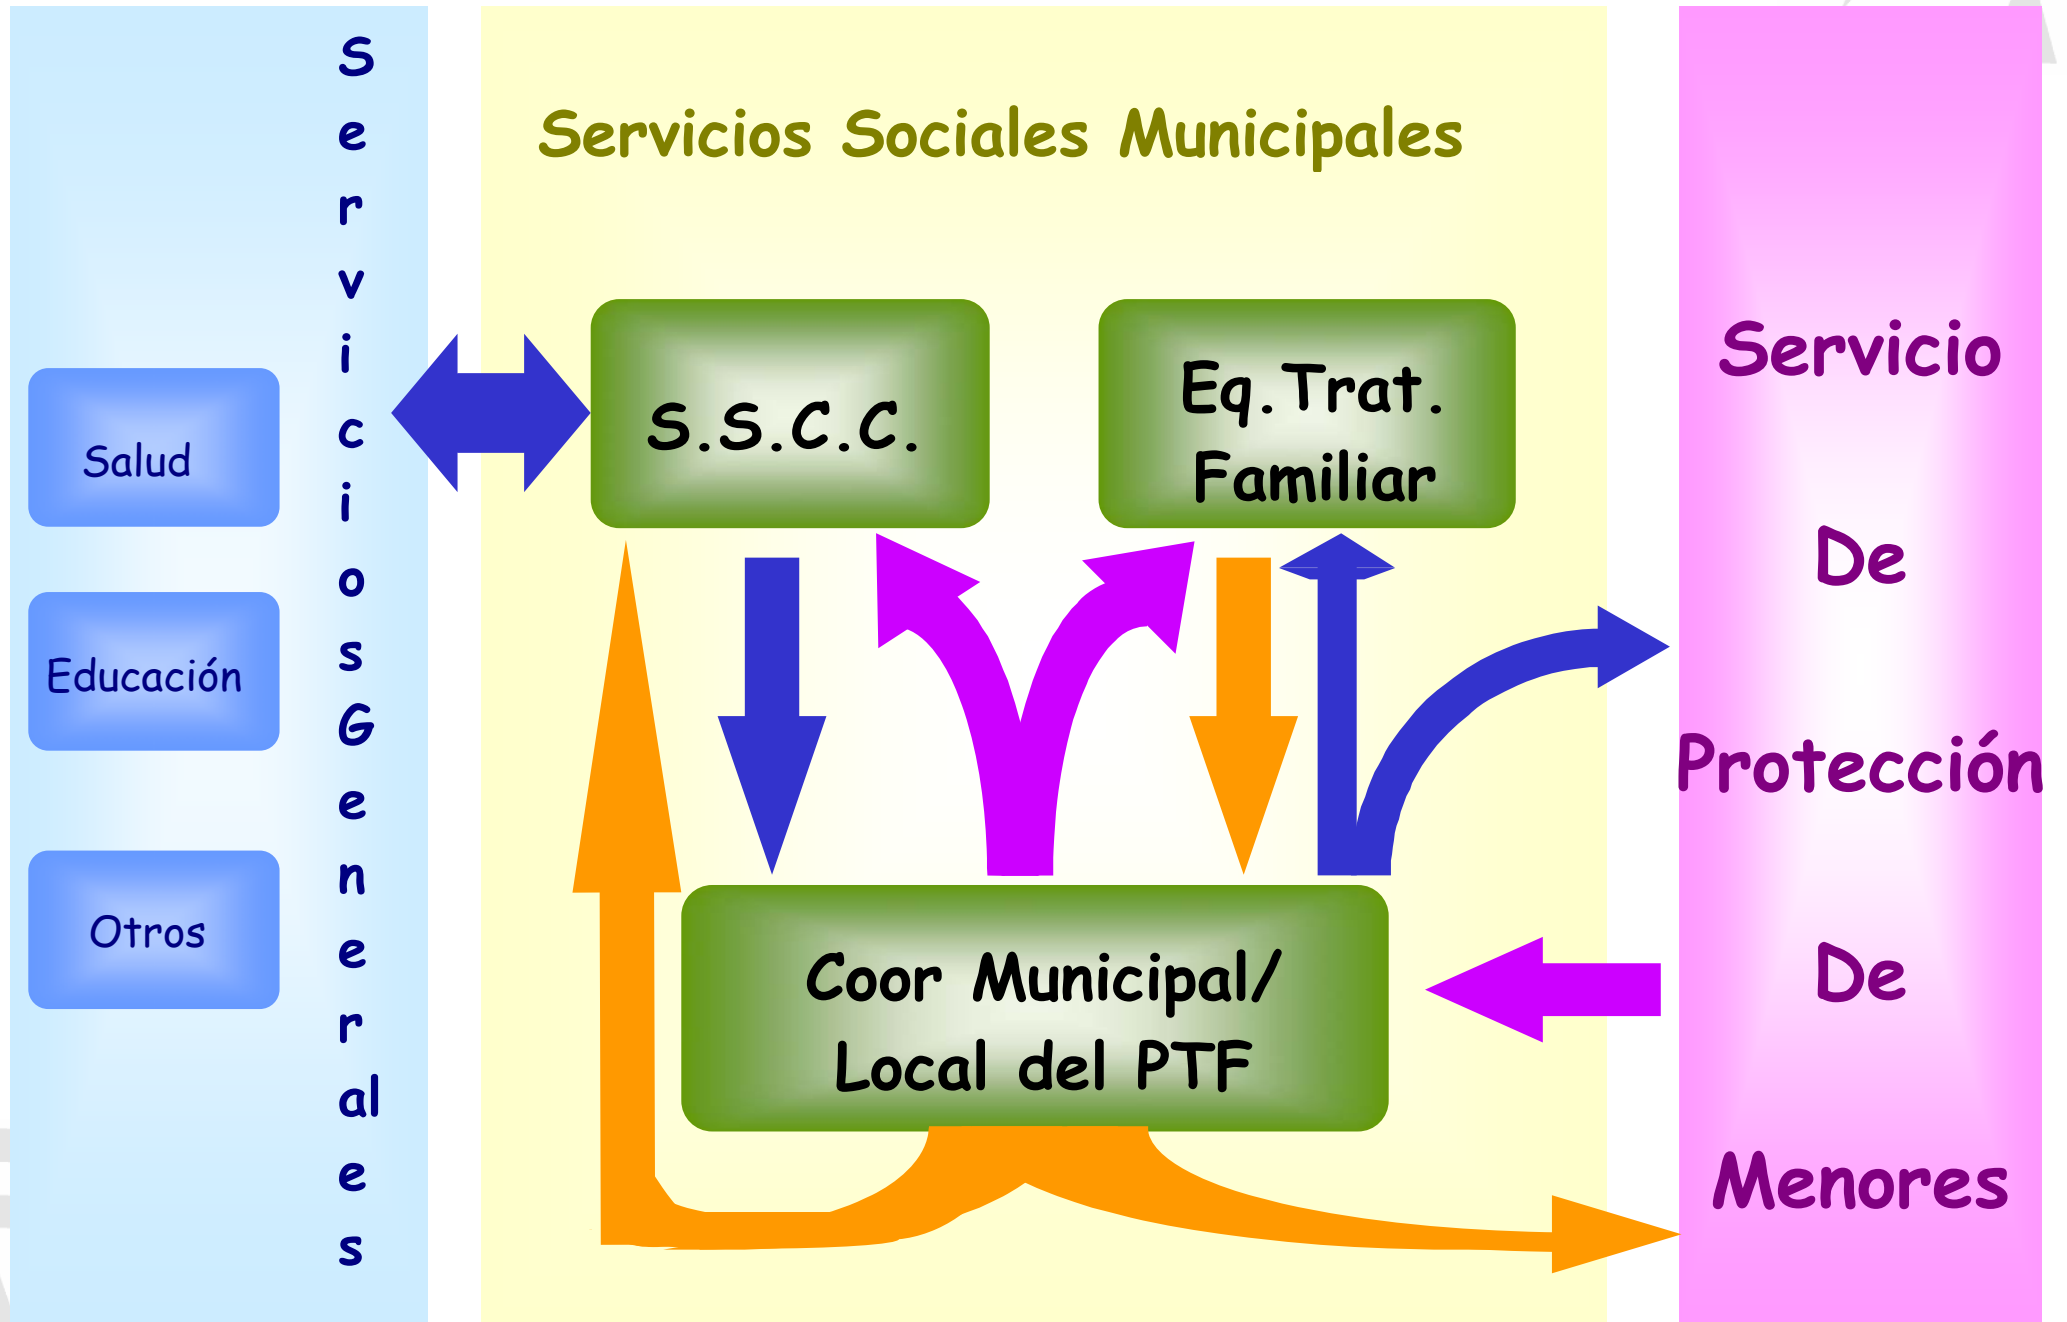 S
e
r
v
i
c
i
o
s
G
e
n
e
r
al
e
s
Salud
Educación
Otros
Servicios Sociales Municipales
S.S.C.C.
Eq.Trat.
Familiar
Coor Municipal/
Local del PTF
Servicio
De
Protección
De
Menores